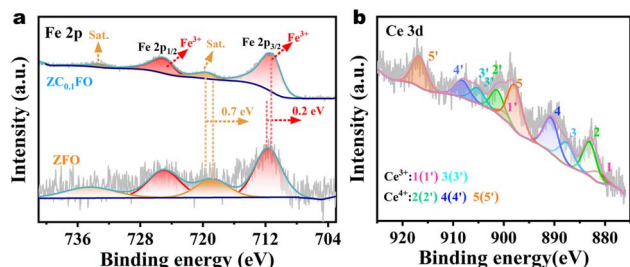 a
Fe 2p
Sat.
Fe 2p1/2
Fe³⁺
Sat.
Fe 2p3/2
Fe³⁺
ZC0.1FO
0.7 eV
0.2 eV
ZFO
Intensity (a.u.)
736 728 720 712 704
Binding energy (eV)
b
Ce 3d
5'
4'
3'
3'
2'
1'
5
4
3
2
1
Ce³⁺:1(1') 3(3')
Ce⁴⁺:2(2') 4(4') 5(5')
Intensity (a.u.)
920 910 900 890 880
Binding energy(eV)